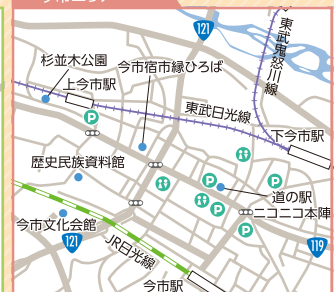 121
東武鬼怒川線
杉並木公園
今市宿市縁ひろば
上今市駅
東武日光線
下今市駅
P
歴史民族資料館
P
P
道の駅
P
ニコニコ本陣
今市文化会館
P
121
119
JR日光線
今市駅